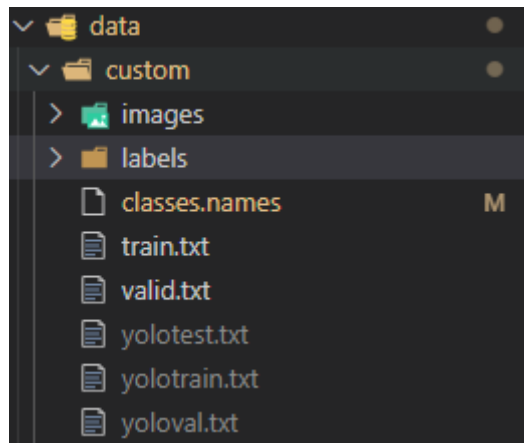 data
custom
images
labels
classes.names M
train.txt
valid.txt
yolotest.txt
yolotrain.txt
yoloval.txt